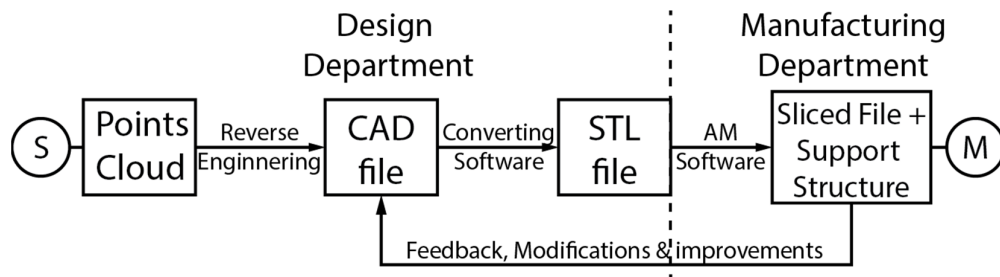 Design
Department
Manufacturing
Department
S
Points
Cloud
Reverse
Enginnering
CAD
file
Converting
Software
STL
file
AM
Software
Sliced File +
Support
Structure
M
Feedback, Modifications & improvements